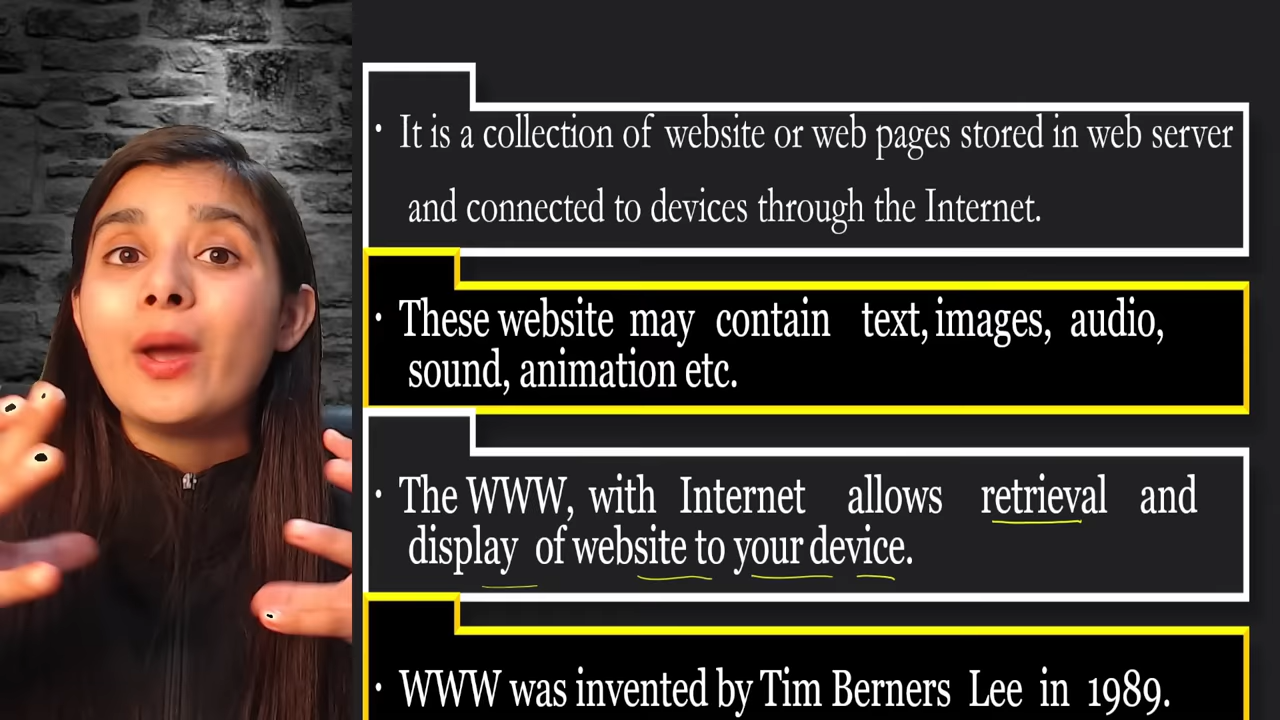 • It is a collection of website or web pages stored in web server
and connected to devices through the Internet.
• These website may contain text, images, audio,
sound, animation etc.
• The WWW, with Internet allows retrieval and
display of website to your device.
• WWW was invented by Tim Berners Lee in 1989.